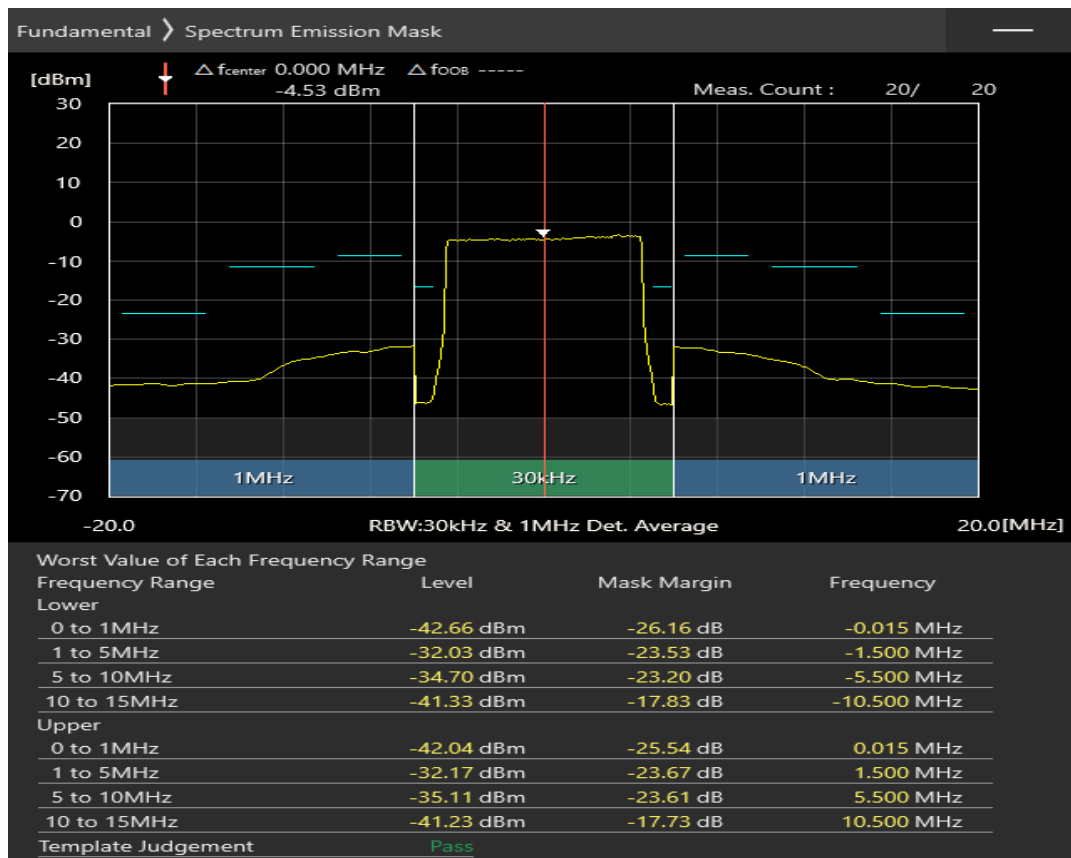 Fundamental ❯ Spectrum Emission Mask
[dBm] △ fcenter 0.000 MHz △ fOOB -----
-4.53 dBm Meas. Count : 20/ 20
30
20
10
0
-10
-20
-30
-40
-50
-60
1MHz 30kHz 1MHz
-70
-20.0 RBW:30kHz & 1MHz Det. Average 20.0[MHz]
Worst Value of Each Frequency Range
Frequency Range Level Mask Margin Frequency
Lower
0 to 1MHz -42.66 dBm -26.16 dB -0.015 MHz
1 to 5MHz -32.03 dBm -23.53 dB -1.500 MHz
5 to 10MHz -34.70 dBm -23.20 dB -5.500 MHz
10 to 15MHz -41.33 dBm -17.83 dB -10.500 MHz
Upper
0 to 1MHz -42.04 dBm -25.54 dB 0.015 MHz
1 to 5MHz -32.17 dBm -23.67 dB 1.500 MHz
5 to 10MHz -35.11 dBm -23.61 dB 5.500 MHz
10 to 15MHz -41.23 dBm -17.73 dB 10.500 MHz
Template Judgement Pass